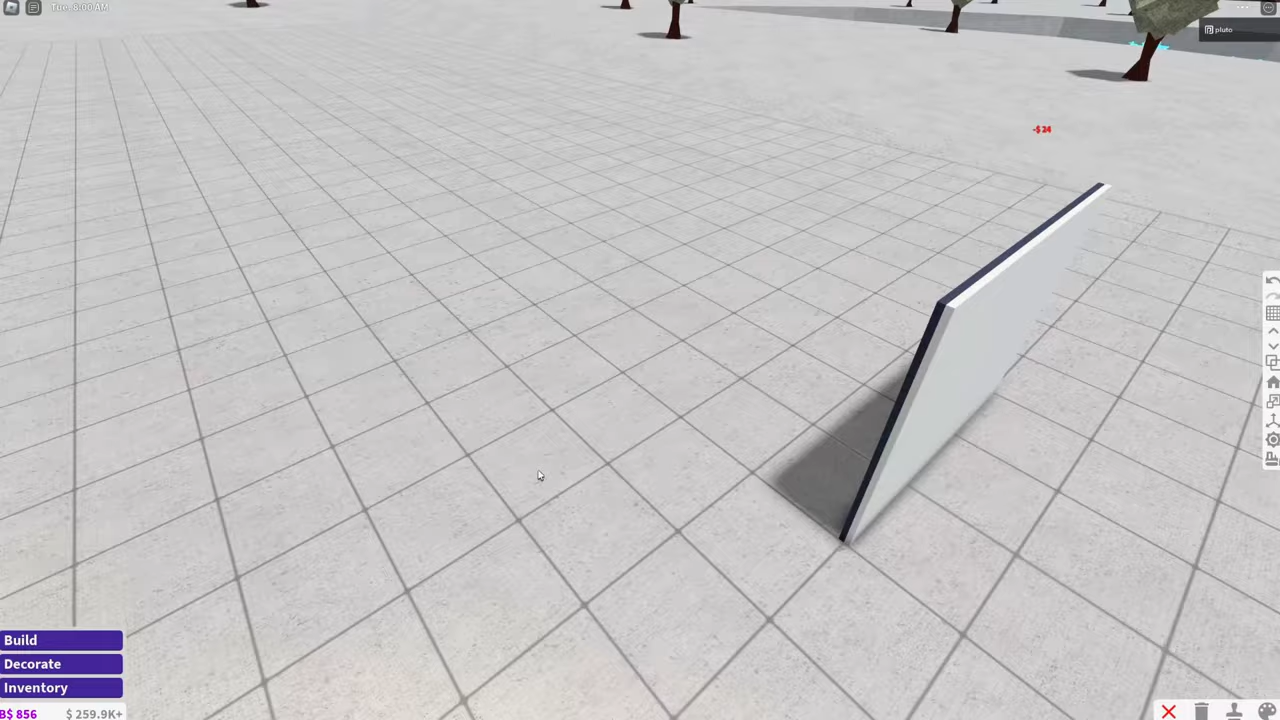 Tue. 8:00 AM
pluto
-$24
Build
Decorate
Inventory
B$ 856 $ 259.9K+